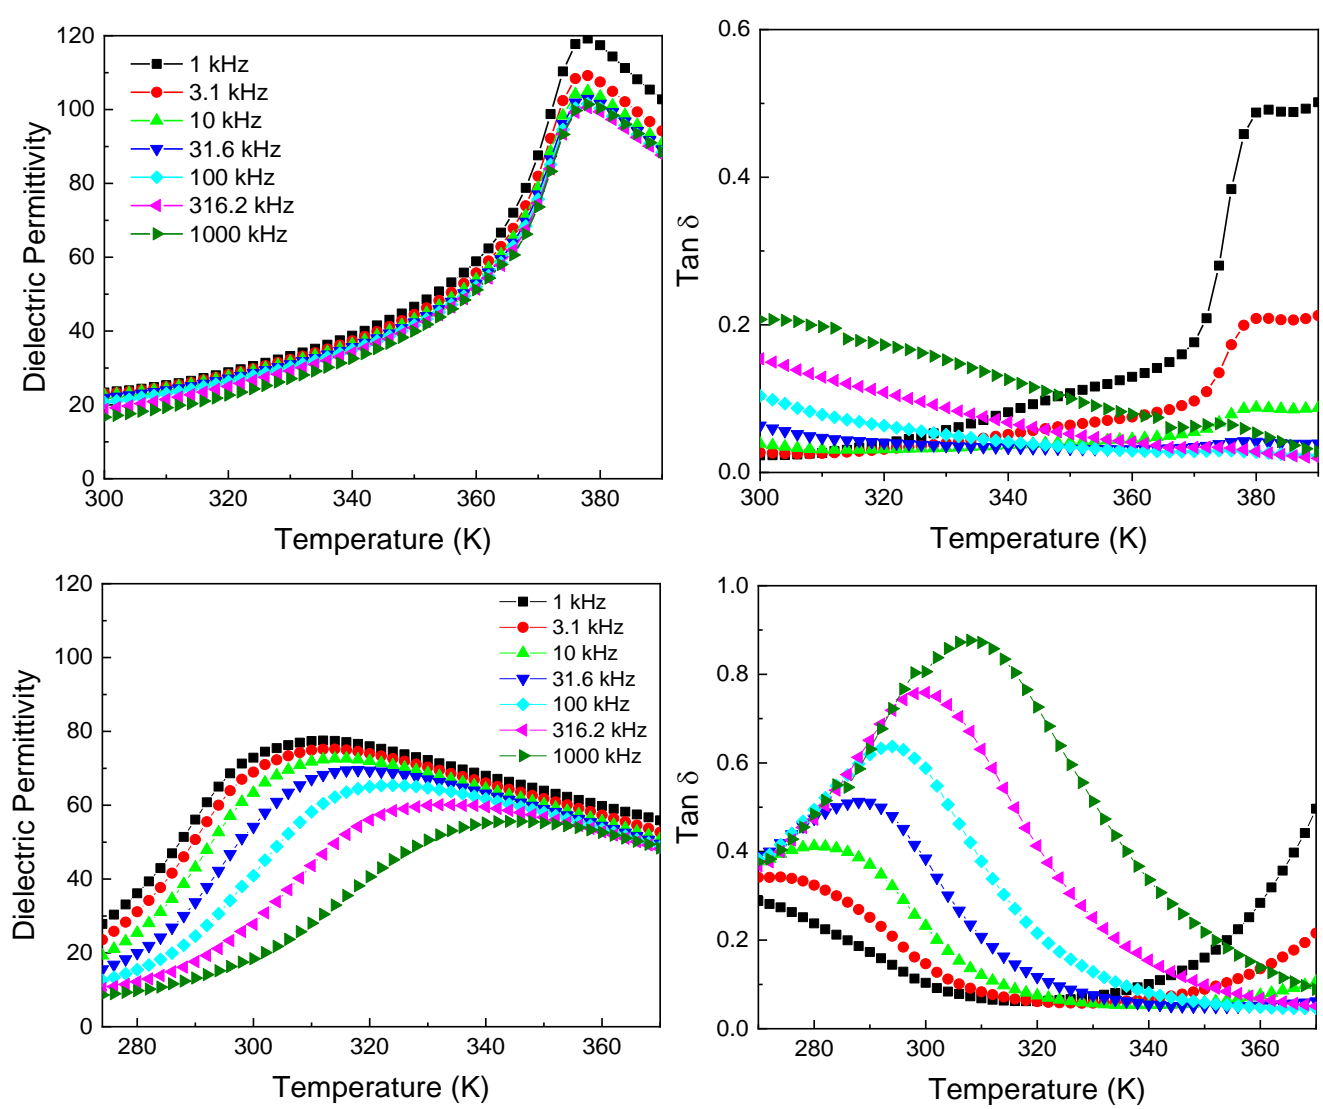 120
100
80
60
40
20
0
Dielectric Permittivity
1 kHz
3.1 kHz
10 kHz
31.6 kHz
100 kHz
316.2 kHz
1000 kHz
300 320 340 360 380
Temperature (K)
0.6
0.4
0.2
0.0
Tan δ
300 320 340 360 380
Temperature (K)
120
100
80
60
40
20
0
Dielectric Permittivity
1 kHz
3.1 kHz
10 kHz
31.6 kHz
100 kHz
316.2 kHz
1000 kHz
280 300 320 340 360
Temperature (K)
1.0
0.8
0.6
0.4
0.2
0.0
Tan δ
280 300 320 340 360
Temperature (K)